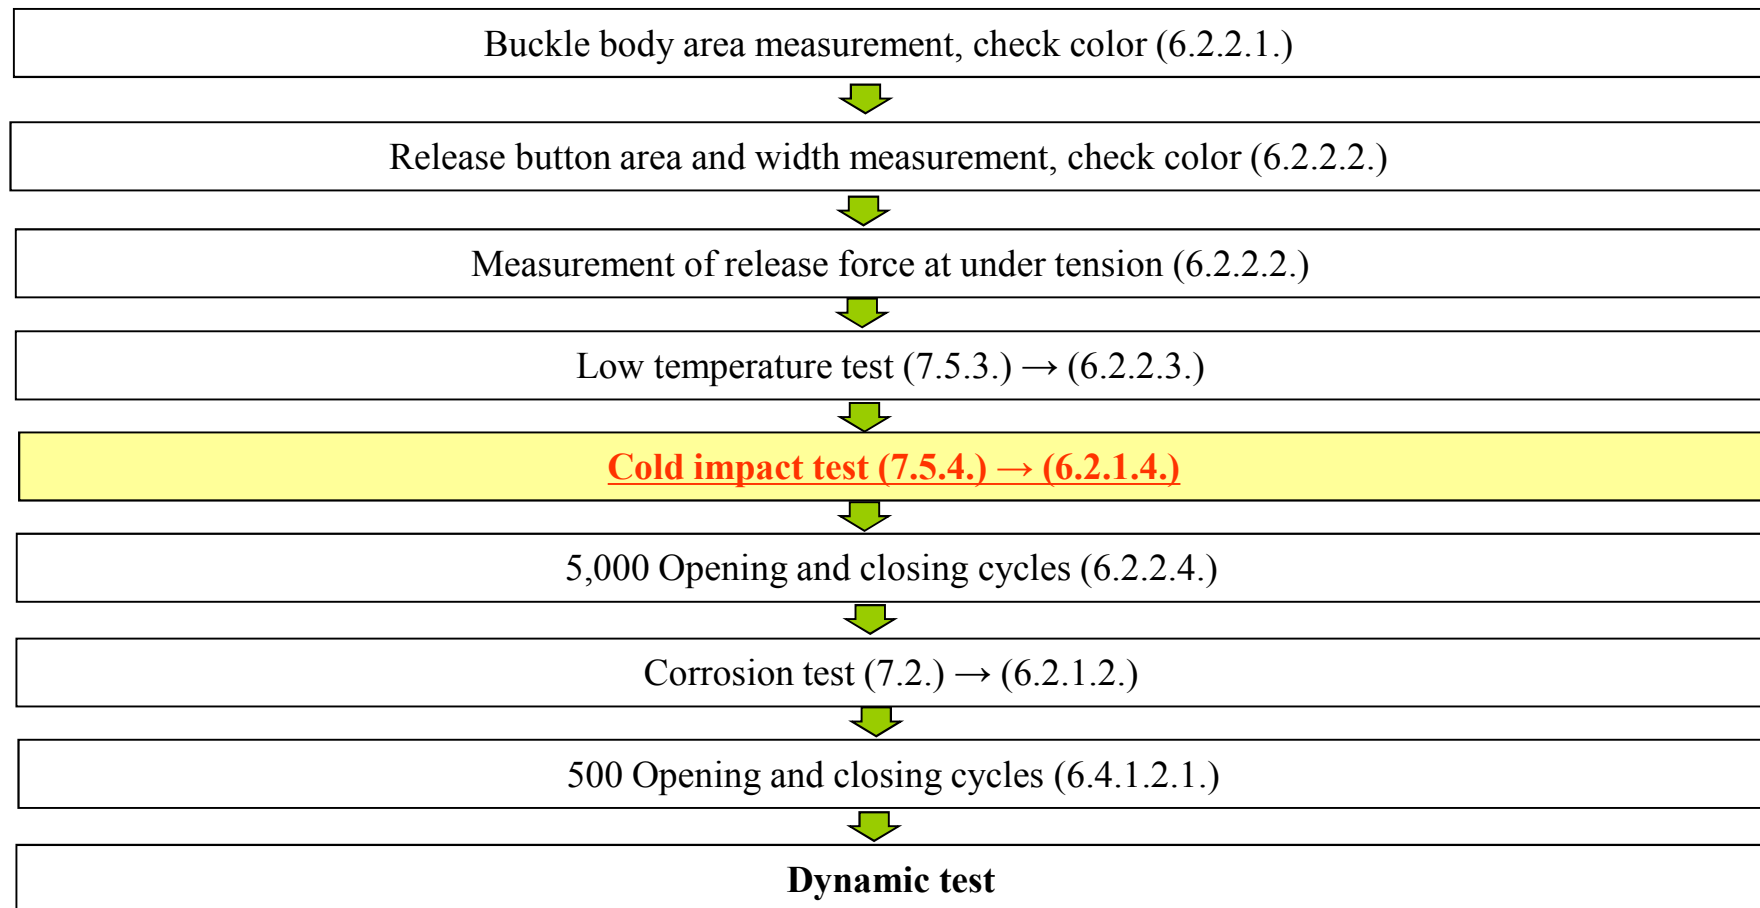 Buckle body area measurement, check color (6.2.2.1.)
Release button area and width measurement, check color (6.2.2.2.)
Measurement of release force at under tension (6.2.2.2.)
Low temperature test (7.5.3.) → (6.2.2.3.)
Cold impact test (7.5.4.) → (6.2.1.4.)
5,000 Opening and closing cycles (6.2.2.4.)
Corrosion test (7.2.) → (6.2.1.2.)
500 Opening and closing cycles (6.4.1.2.1.)
Dynamic test